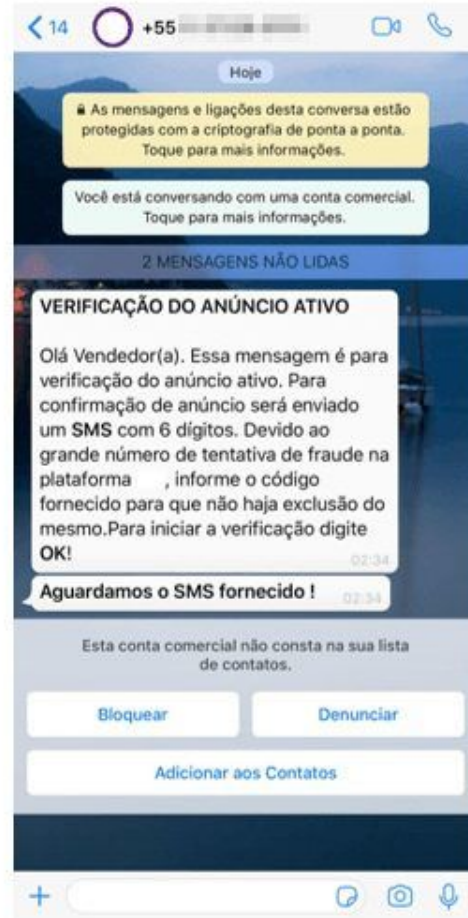 14 +55
Hoje
As mensagens e ligações desta conversa estão
protegidas com a criptografia de ponta a ponta.
Toque para mais informações.
Você está conversando com uma conta comercial.
Toque para mais informações.
2 MENSAGENS NÃO LIDAS
VERIFICAÇÃO DO ANÚNCIO ATIVO
Olá Vendedor(a). Essa mensagem é para
verificação do anúncio ativo. Para
confirmação de anúncio será enviado
um SMS com 6 dígitos. Devido ao
grande número de tentativa de fraude na
plataforma , informe o código
fornecido para que não haja exclusão do
mesmo.Para iniciar a verificação digite
OK!
02:34
Aguardamos o SMS fornecido !
02:34
Esta conta comercial não consta na sua lista
de contatos.
Bloquear
Denunciar
Adicionar aos Contatos